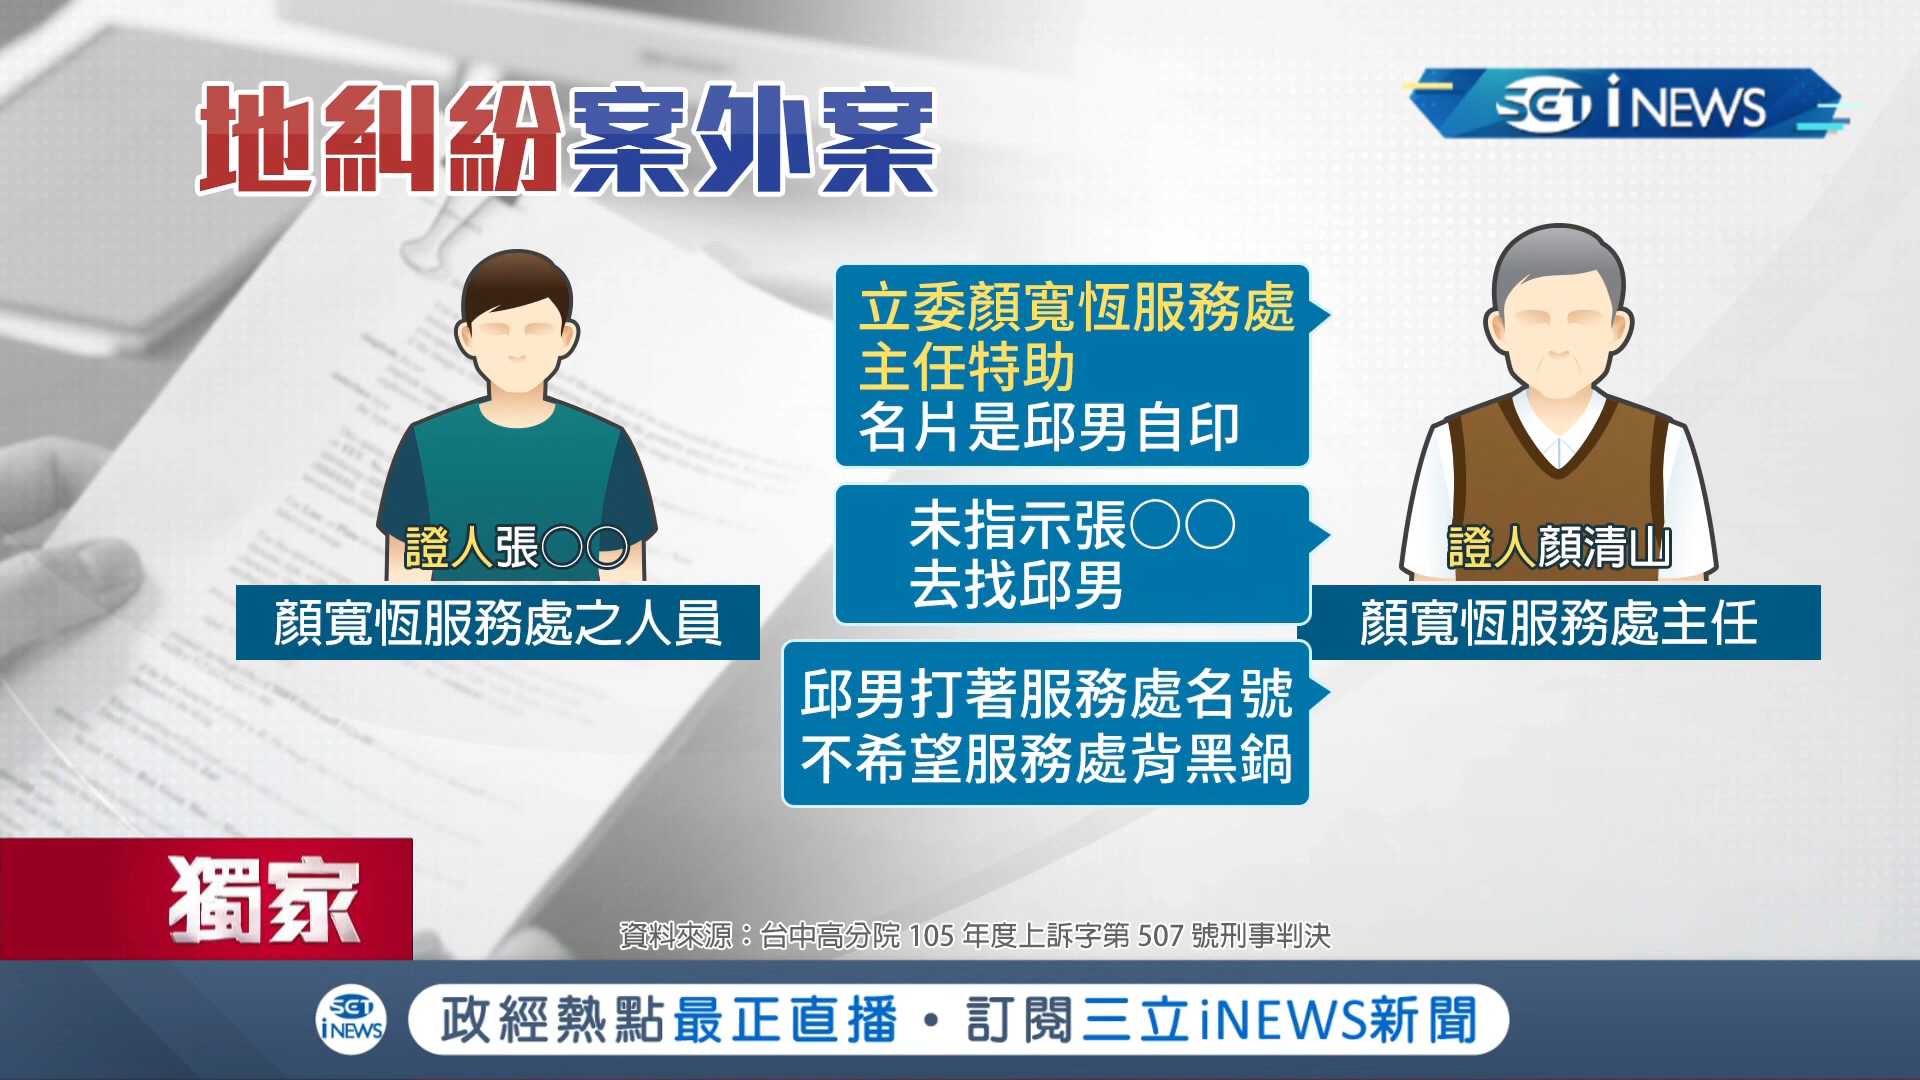 地糾紛案外案
SET iNEWS
立委顏寬恆服務處
主任特助
名片是邱男自印
未指示張○○
去找邱男
邱男打著服務處名號
不希望服務處背黑鍋
證人張○○
顏寬恆服務處之人員
證人顏清山
顏寬恆服務處主任
獨家
資料來源：台中高分院 105 年度上訴字第 507 號刑事判決
SET iNEWS
政經熱點最正直播・訂閱三立iNEWS新聞